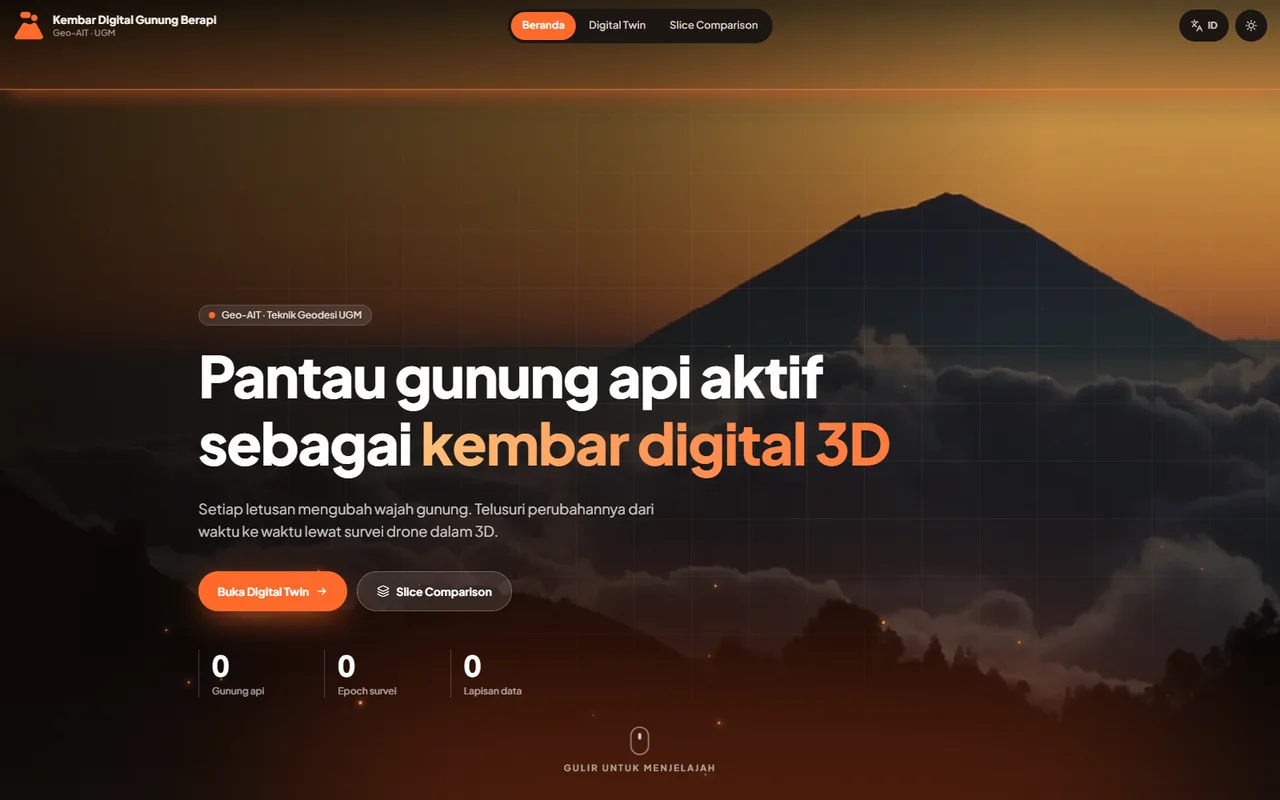 Kembar Digital Gunung Berapi
Geo-AIT · UGM
Beranda
Digital Twin
Slice Comparison
ID
Geo-AIT · Teknik Geodesi UGM
Pantau gunung api aktif
sebagai kembar digital 3D
Setiap letusan mengubah wajah gunung. Telusuri perubahannya dari
waktu ke waktu lewat survei drone dalam 3D.
Buka Digital Twin
Slice Comparison
0
Gunung api
0
Epoch survei
0
Lapisan data
GULIR UNTUK MENJELAJAH